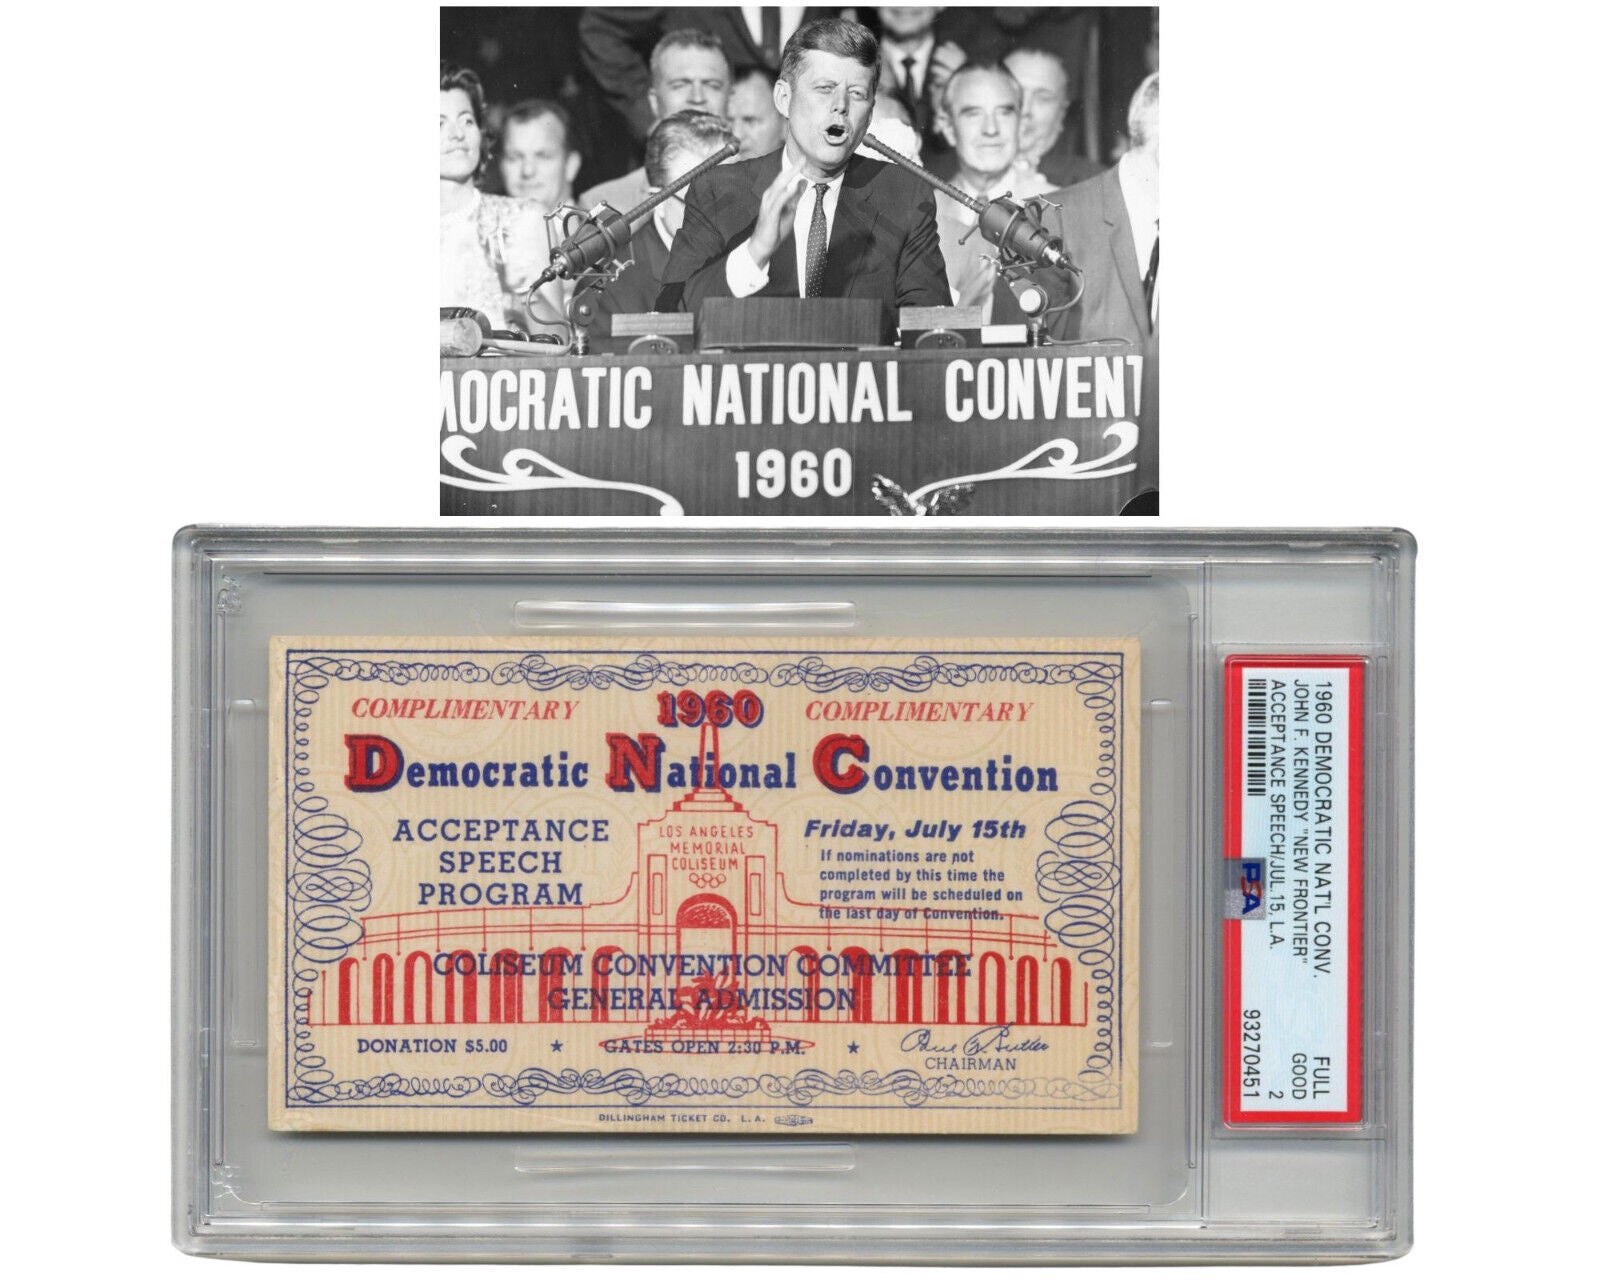 MOCRATIC NATIONAL CONVENT
1960
COMPLIMENTARY 1960 COMPLIMENTARY
Democratic National Convention
ACCEPTANCE
SPEECH
PROGRAM
LOS ANGELES
MEMORIAL
COLISEUM
Friday, July 15th
If nominations are not
completed by this time the
program will be scheduled on
the last day of Convention.
COLISEUM CONVENTION COMMITTEE
GENERAL ADMISSION
DONATION $5.00 ★ GATES OPEN 2:30 P.M. ★
CHAIRMAN
DILLINGHAM TICKET CO. L.A.
1960 DEMOCRATIC NAT'L CONV.
JOHN F. KENNEDY "NEW FRONTIER"
ACCEPTANCE SPEECH/JUL. 15, L.A.
FULL
GOOD
2
93270451
PSA